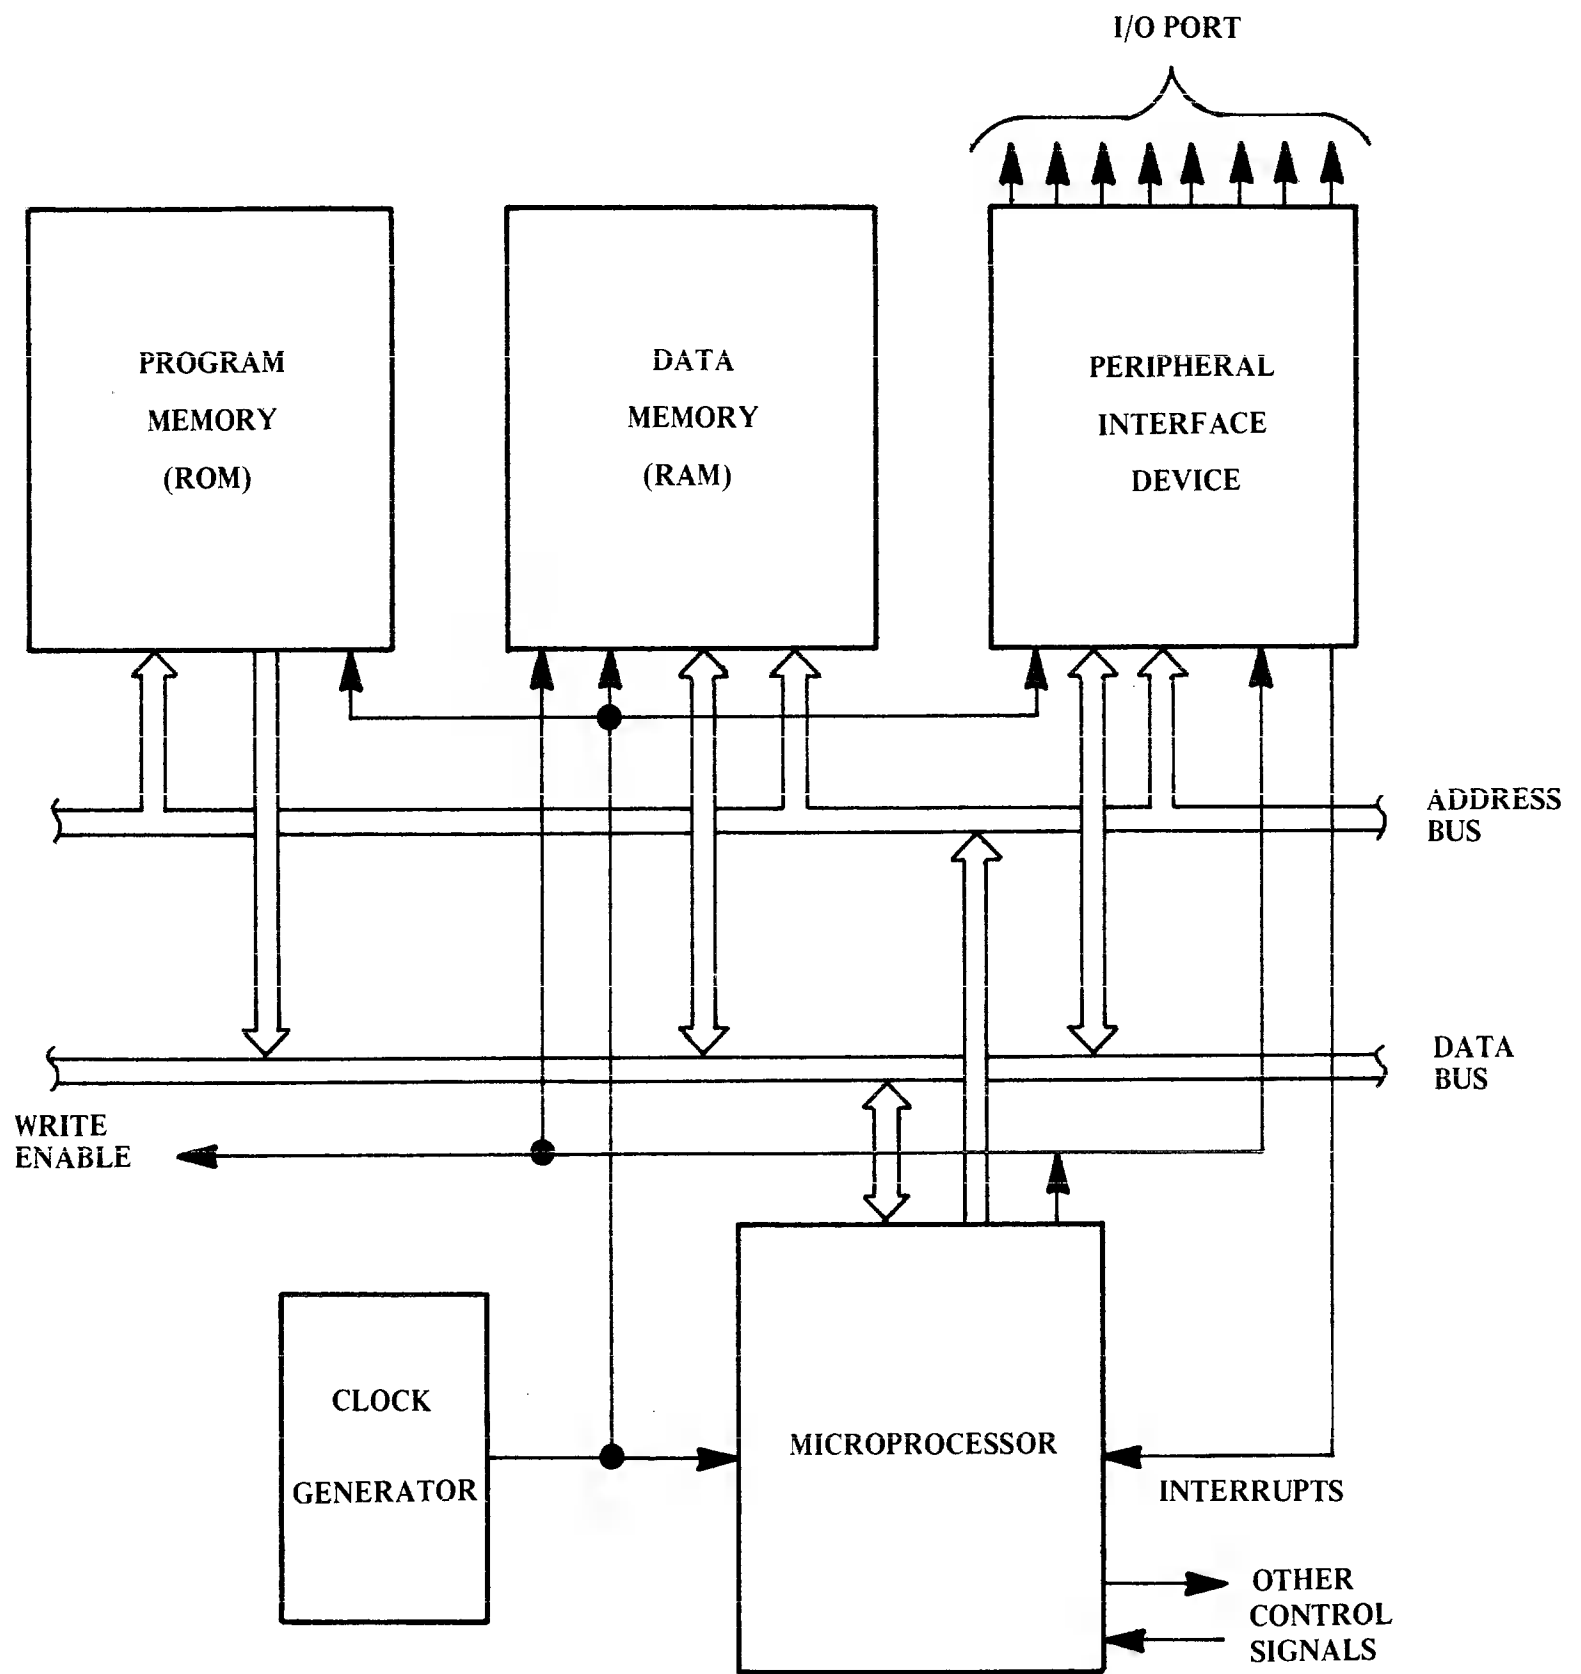 I/O PORT
PROGRAM
MEMORY
(ROM)
DATA
MEMORY
(RAM)
PERIPHERAL
INTERFACE
DEVICE
ADDRESS
BUS
DATA
BUS
WRITE
ENABLE
CLOCK
GENERATOR
MICROPROCESSOR
INTERRUPTS
OTHER
CONTROL
SIGNALS